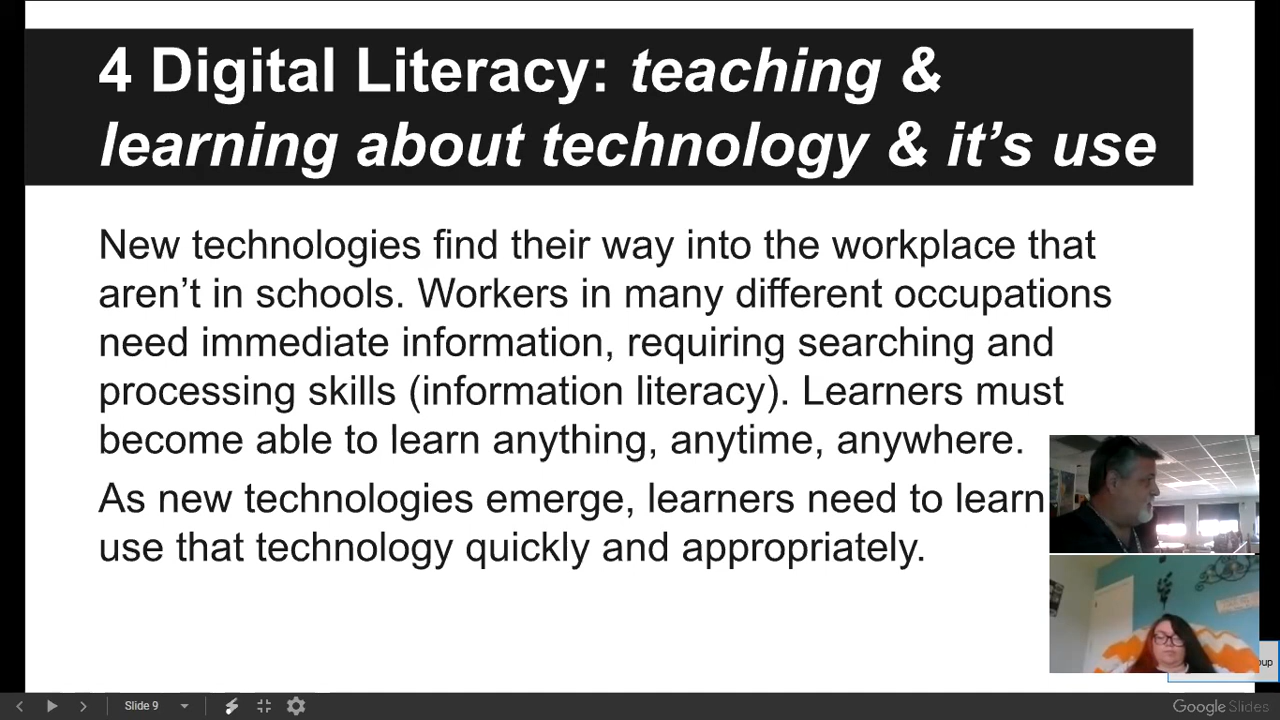 4 Digital Literacy: teaching &
learning about technology & it’s use
New technologies find their way into the workplace that
aren’t in schools. Workers in many different occupations
need immediate information, requiring searching and
processing skills (information literacy). Learners must
become able to learn anything, anytime, anywhere.
As new technologies emerge, learners need to learn
use that technology quickly and appropriately.
oup
Slide 9
Google Slides